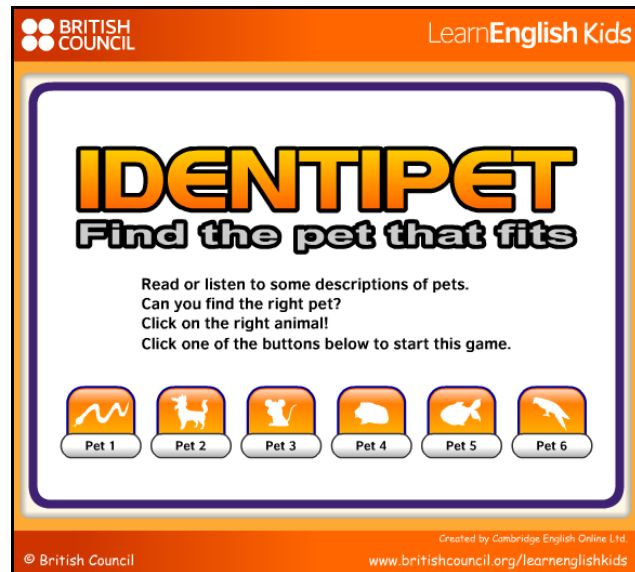 BRITISH
COUNCIL
LearnEnglish Kids
IDENTIPET
Find the pet that fits
Read or listen to some descriptions of pets.
Can you find the right pet?
Click on the right animal!
Click one of the buttons below to start this game.
Pet 1
Pet 2
Pet 3
Pet 4
Pet 5
Pet 6
Created by Cambridge English Online Ltd.
© British Council
www.britishcouncil.org/learnenglishkids